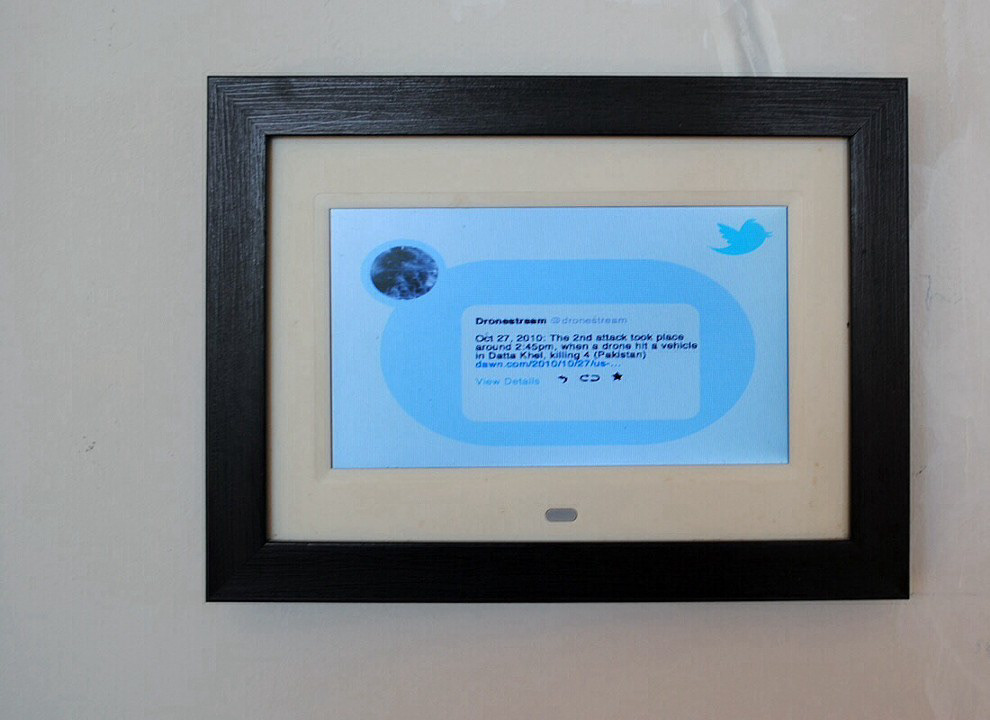 Dronestream @dronestream
Oct 27, 2010: The 2nd attack took place
around 2:45pm, when a drone hit a vehicle
in Datta Khel, killing 4 (Pakistan)
dawn.com/2010/10/27/us-...
View Details